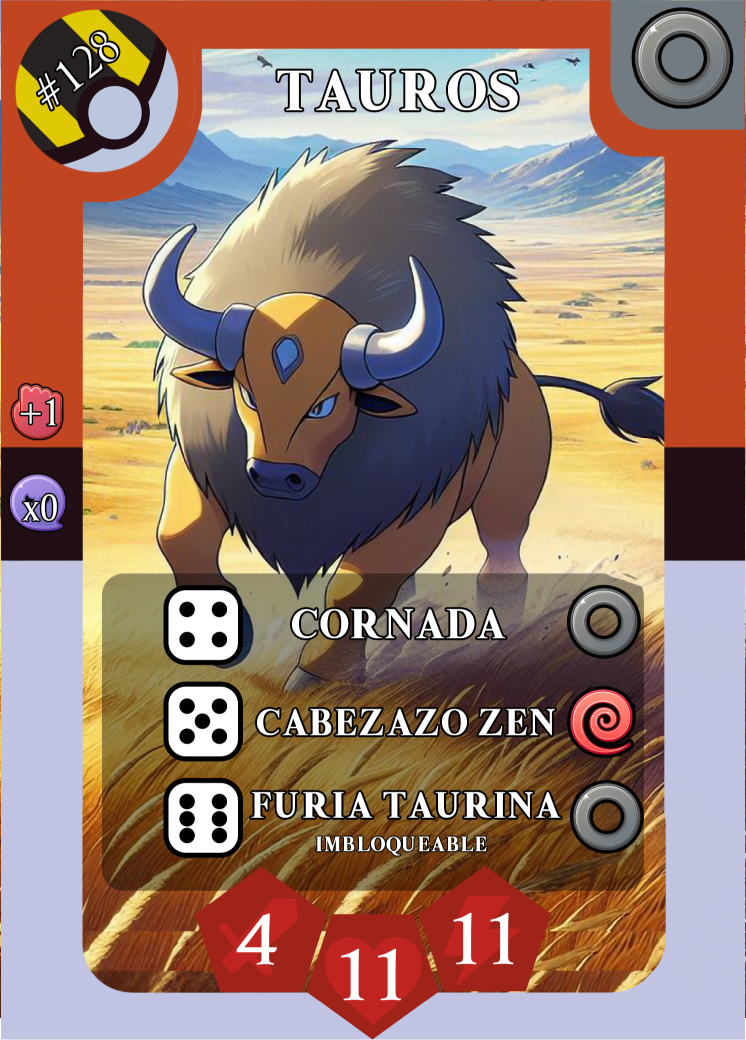 #128
TAUROS
+1
x0
CORNADA
CABEZAZO ZEN
FURIA TAURINA
IMBLOQUEABLE
4
11
11